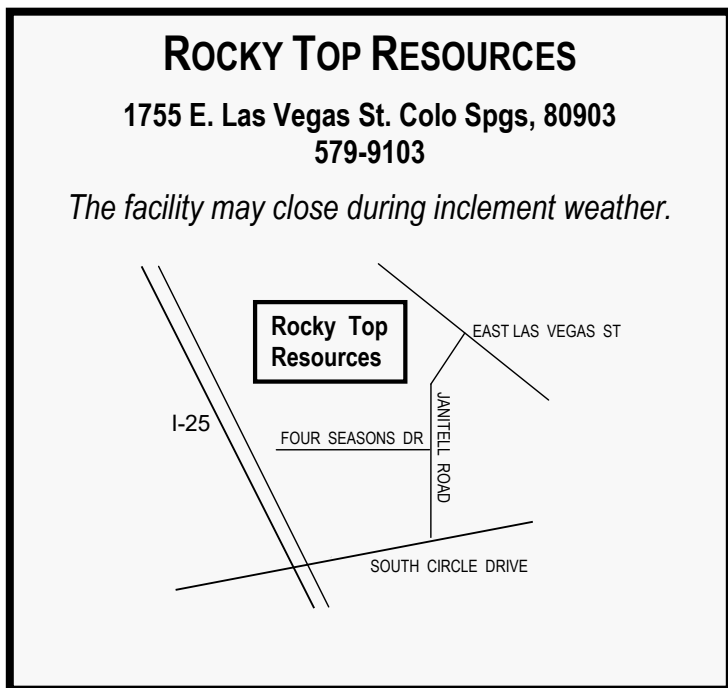 ROCKY TOP RESOURCES
1755 E. Las Vegas St. Colo Spgs, 80903
579-9103
The facility may close during inclement weather.
Rocky Top
Resources
EAST LAS VEGAS ST
I-25
JANITELL ROAD
FOUR SEASONS DR
SOUTH CIRCLE DRIVE